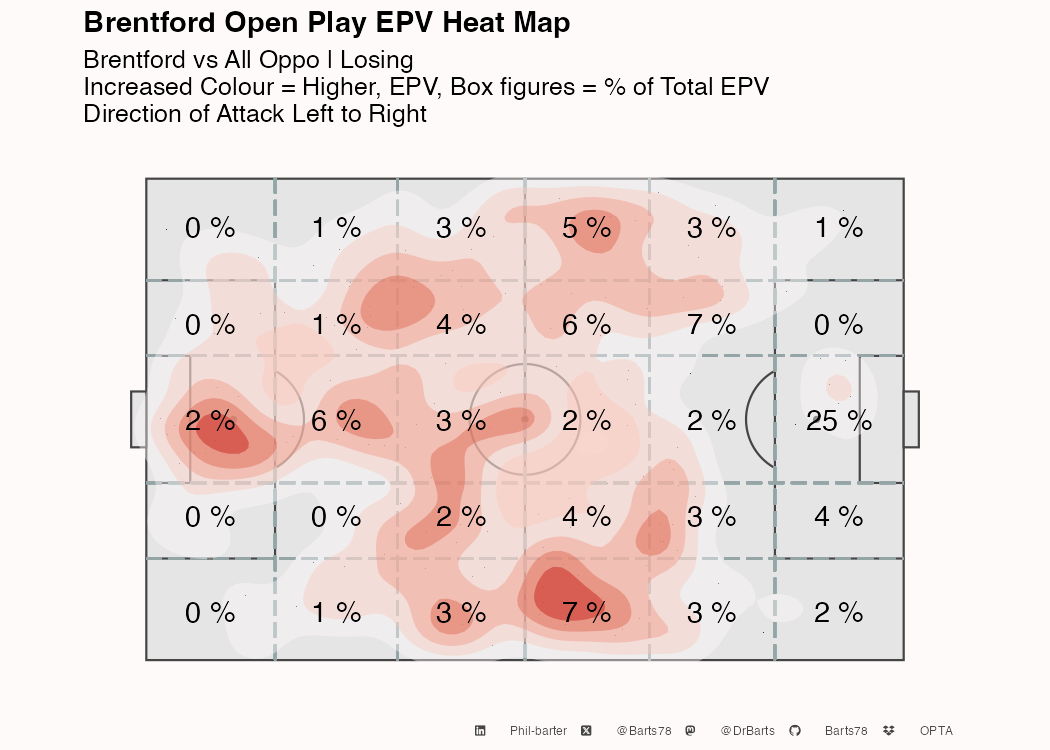 Brentford Open Play EPV Heat Map
Brentford vs All Oppo | Losing
Increased Colour = Higher, EPV, Box figures = % of Total EPV
Direction of Attack Left to Right
0 % 1 % 3 % 5 % 3 % 1 %
0 % 1 % 4 % 6 % 7 % 0 %
2 % 6 % 3 % 2 % 2 % 25 %
0 % 0 % 2 % 4 % 3 % 4 %
0 % 1 % 3 % 7 % 3 % 2 %
Phil-barter @Barts78 @DrBarts Barts78 OPTA